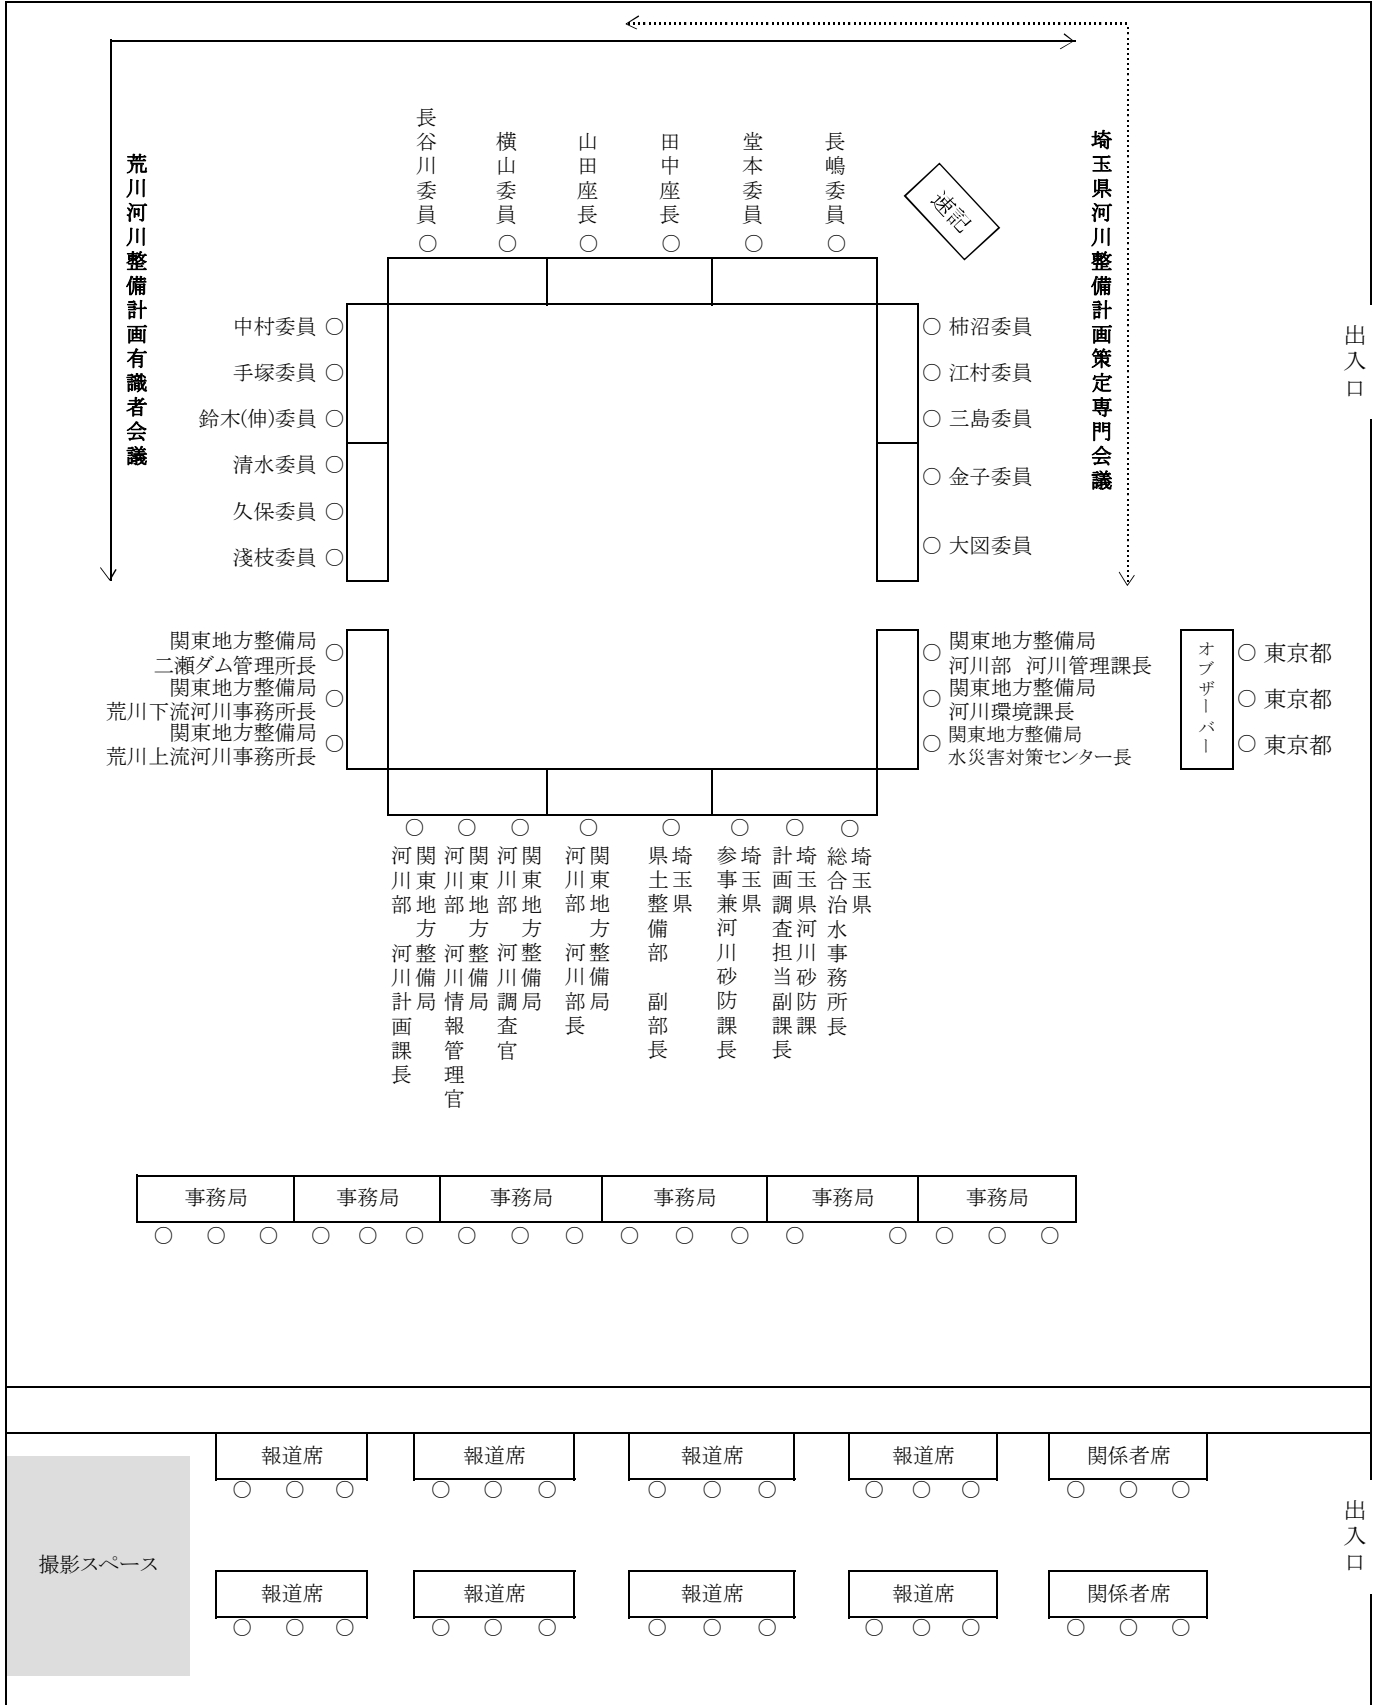 荒川河川整備計画有識者会議
埼玉県河川整備計画策定専門会議
長谷川委員
横山委員
山田座長
田中座長
堂本委員
長嶋委員
速記
出入口
中村委員
手塚委員
鈴木(伸)委員
清水委員
久保委員
淺枝委員
柿沼委員
江村委員
三島委員
金子委員
大図委員
関東地方整備局
二瀬ダム管理所長
関東地方整備局
荒川下流河川事務所長
関東地方整備局
荒川上流河川事務所長
関東地方整備局
河川部 河川管理課長
関東地方整備局
河川環境課長
関東地方整備局
水災害対策センター長
オブザーバー
東京都
東京都
東京都
関東地方整備局
河川部 河川計画課長
関東地方整備局
河川部 河川情報管理官
関東地方整備局
河川部 河川調査官
関東地方整備局
河川部 河川部長
埼玉県
県土整備部 副部長
埼玉県
参事兼河川砂防課長
埼玉県河川砂防課
計画調査担当副課長
埼玉県
総合治水事務所長
事務局
事務局
事務局
事務局
事務局
事務局
報道席
報道席
報道席
報道席
関係者席
撮影スペース
出入口
報道席
報道席
報道席
報道席
関係者席